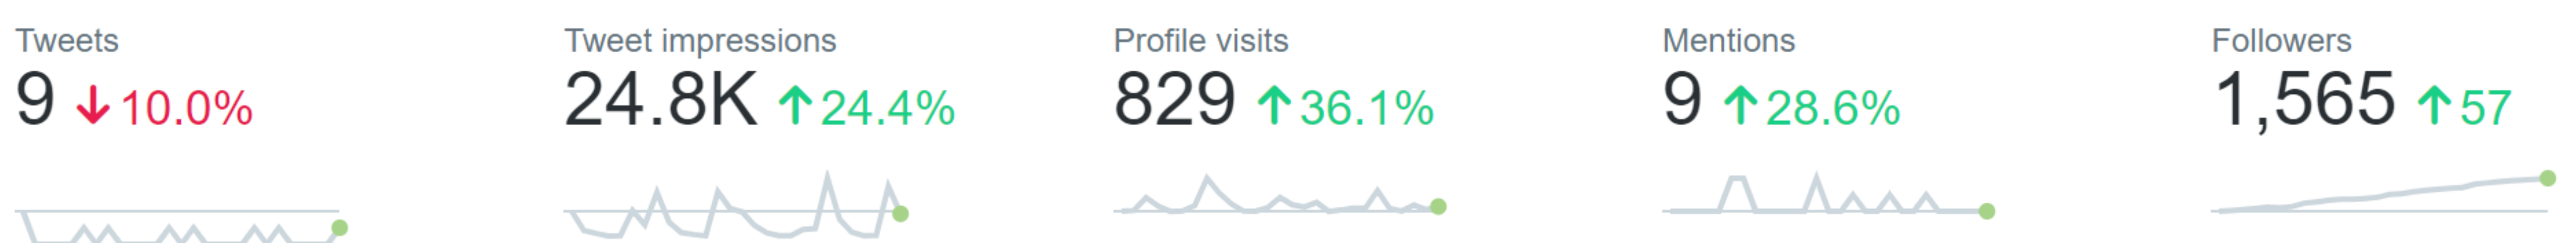 Tweets
9 ↓10.0%
Tweet impressions
24.8K ↑24.4%
Profile visits
829 ↑36.1%
Mentions
9 ↑28.6%
Followers
1,565 ↑57